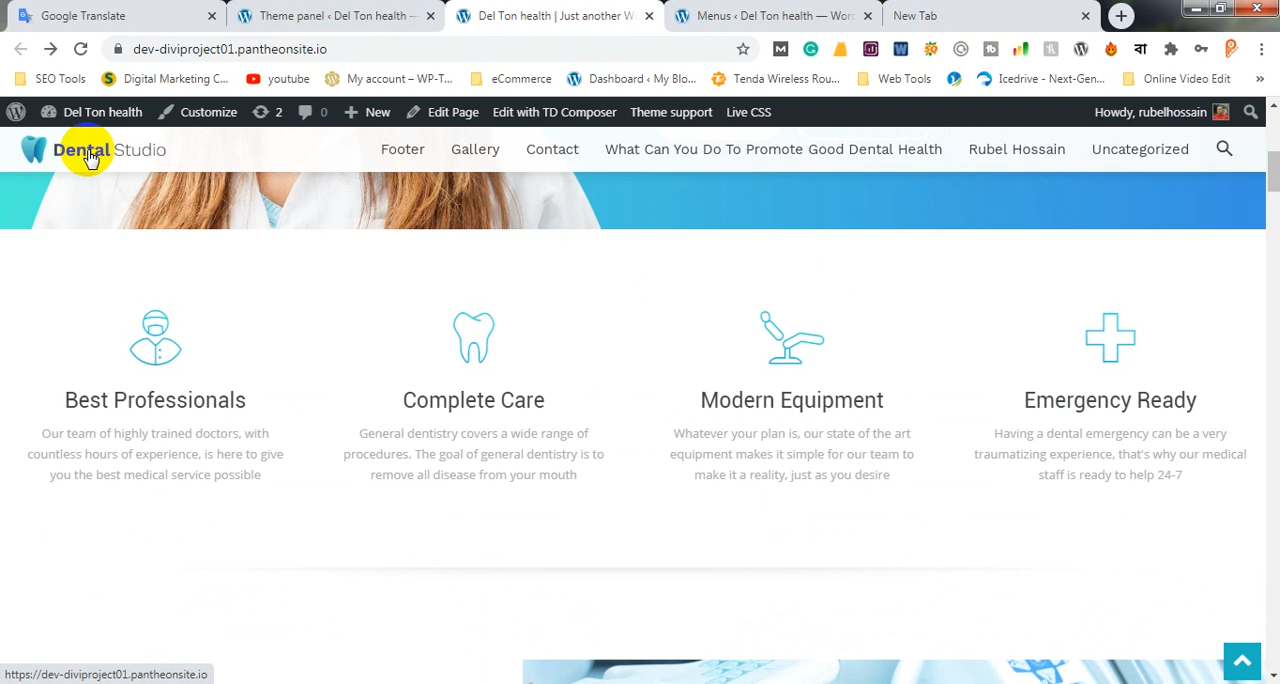 Google Translate
Theme panel ‹ Del Ton health —
Del Ton health | Just another W
Menus ‹ Del Ton health — Wor
New Tab
dev-diviproject01.pantheonsite.io
SEO Tools
Digital Marketing C...
youtube
My account – WP-T...
eCommerce
Dashboard ‹ My Blo...
Tenda Wireless Rou...
Web Tools
Icedrive - Next-Gen...
Online Video Edit
»
Del Ton health
Customize
2
0
New
Edit Page
Edit with TD Composer
Theme support
Live CSS
Howdy, rubelhossain
Dental Studio
Footer
Gallery
Contact
What Can You Do To Promote Good Dental Health
Rubel Hossain
Uncategorized
Best Professionals
Our team of highly trained doctors, with
countless hours of experience, is here to give
you the best medical service possible
Complete Care
General dentistry covers a wide range of
procedures. The goal of general dentistry is to
remove all disease from your mouth
Modern Equipment
Whatever your plan is, our state of the art
equipment makes it simple for our team to
make it a reality, just as you desire
Emergency Ready
Having a dental emergency can be a very
traumatizing experience, that's why our medical
staff is ready to help 24-7
https://dev-diviproject01.pantheonsite.io